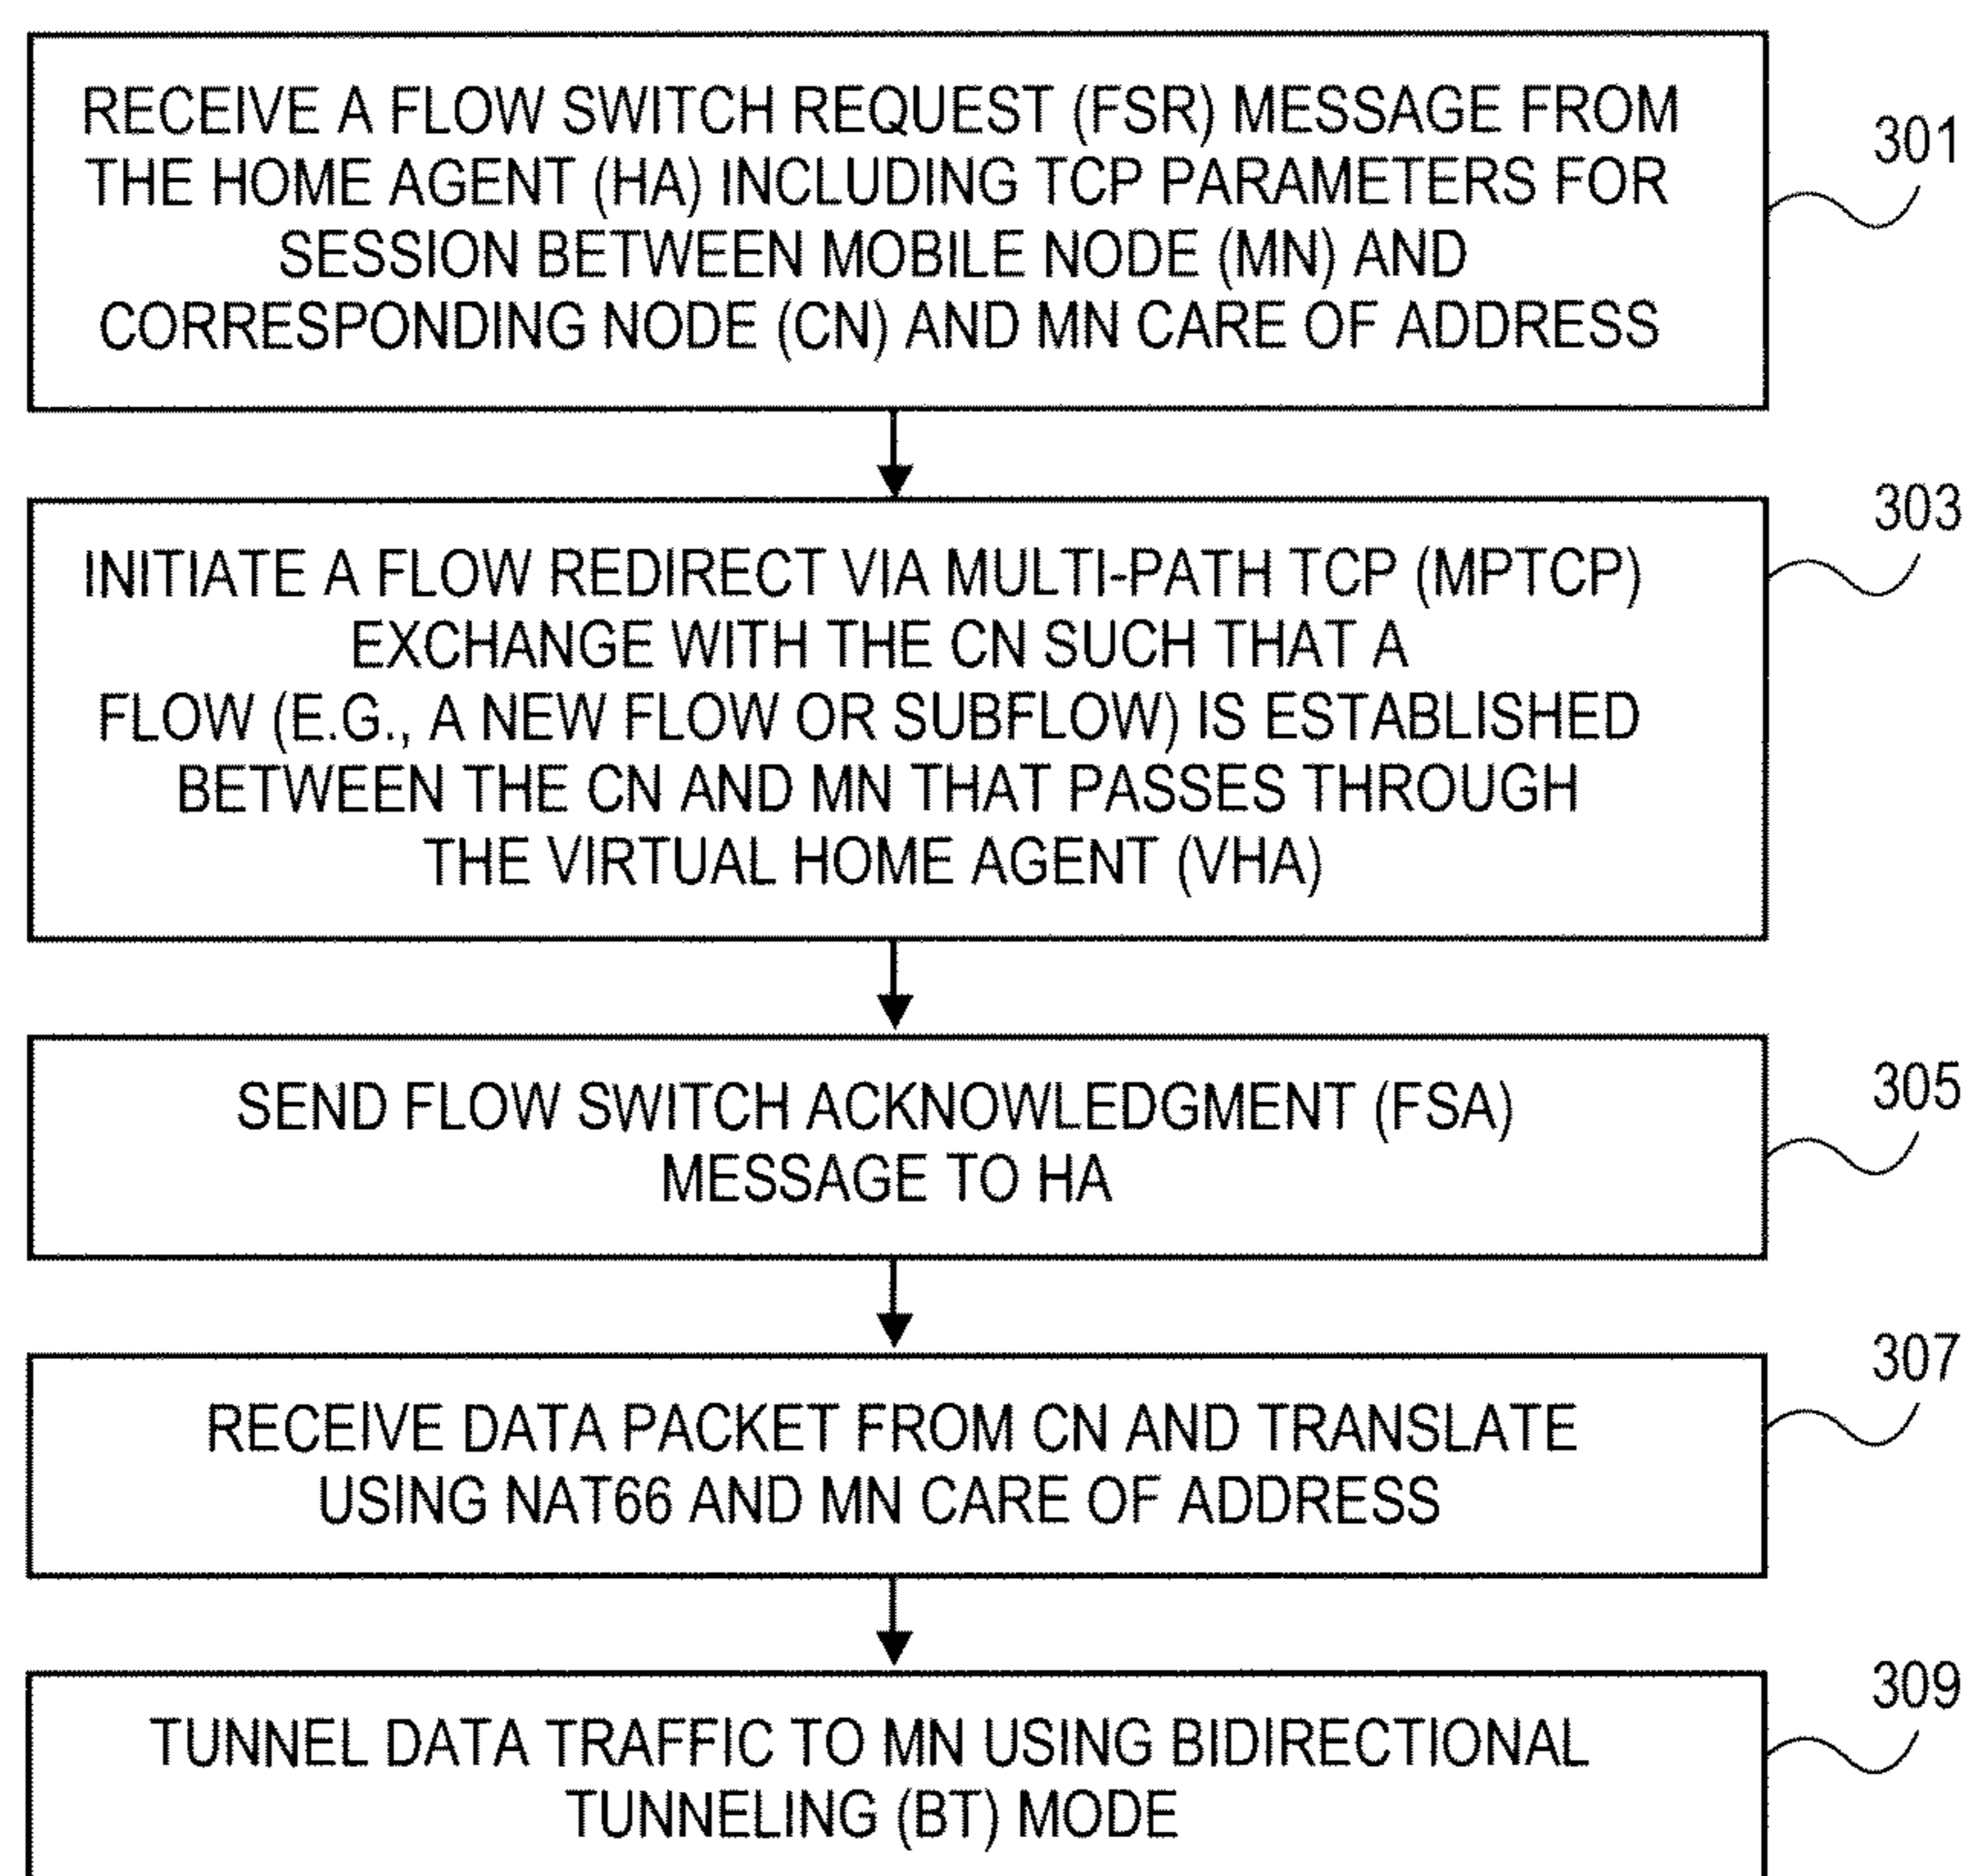 RECEIVE A FLOW SWITCH REQUEST (FSR) MESSAGE FROM
THE HOME AGENT (HA) INCLUDING TCP PARAMETERS FOR
SESSION BETWEEN MOBILE NODE (MN) AND
CORRESPONDING NODE (CN) AND MN CARE OF ADDRESS
301
INITIATE A FLOW REDIRECT VIA MULTI-PATH TCP (MPTCP)
EXCHANGE WITH THE CN SUCH THAT A
FLOW (E.G., A NEW FLOW OR SUBFLOW) IS ESTABLISHED
BETWEEN THE CN AND MN THAT PASSES THROUGH
THE VIRTUAL HOME AGENT (VHA)
303
SEND FLOW SWITCH ACKNOWLEDGMENT (FSA)
MESSAGE TO HA
305
RECEIVE DATA PACKET FROM CN AND TRANSLATE
USING NAT66 AND MN CARE OF ADDRESS
307
TUNNEL DATA TRAFFIC TO MN USING BIDIRECTIONAL
TUNNELING (BT) MODE
309